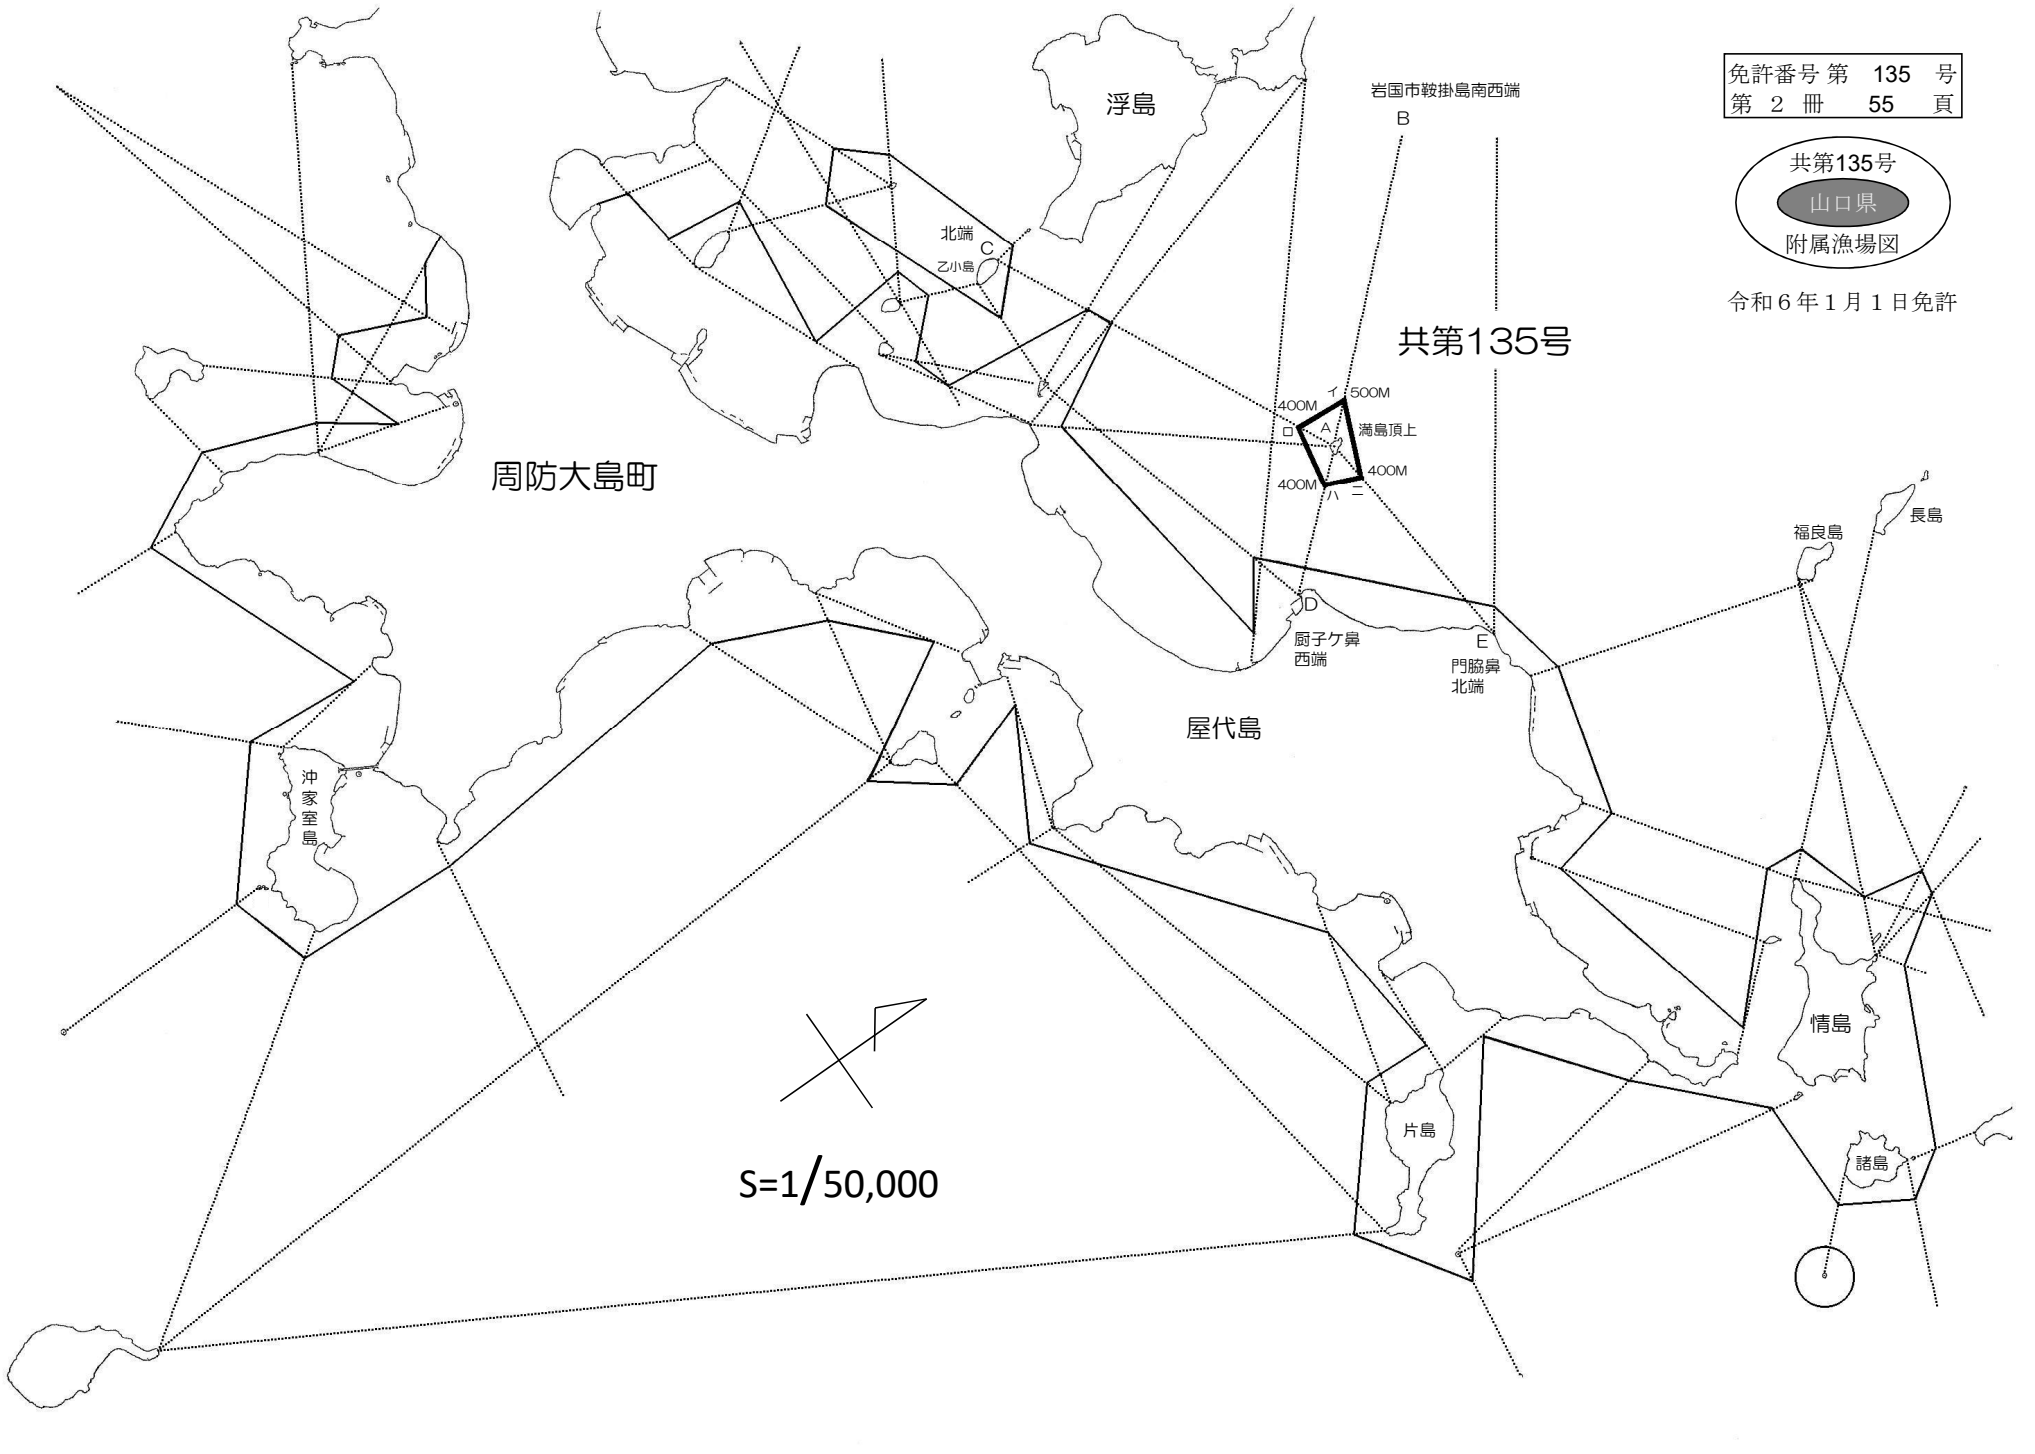 免許番号 第 135 号
第 2 冊 55 頁
共第135号
山口県
附属漁場図
令和６年１月１日免許
浮島
岩国市鞍掛島南西端
B
北端
C
乙小島
共第135号
イ
500M
400M
ロ
A
満島頂上
400M
400M
ハ
ニ
周防大島町
長島
福良島
D
厨子ケ鼻
西端
E
門脇鼻
北端
屋代島
沖家室島
情島
片島
諸島
S=1/50,000